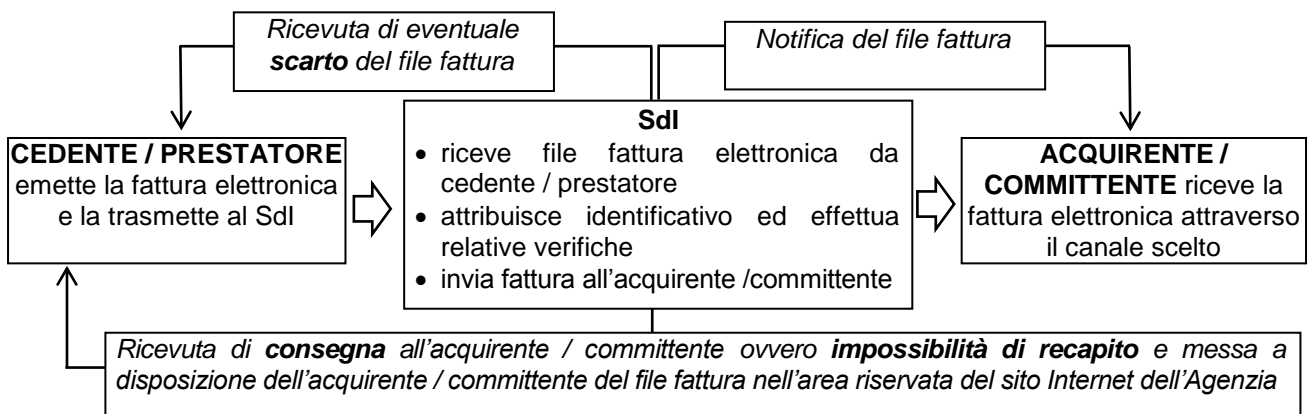 Ricevuta di eventuale
scarto del file fattura
Notifica del file fattura
CEDENTE / PRESTATORE
emette la fattura elettronica
e la trasmette al SdI
SdI
• riceve file fattura elettronica da
cedente / prestatore
• attribuisce identificativo ed effettua
relative verifiche
• invia fattura all’acquirente /committente
ACQUIRENTE /
COMMITTENTE riceve la
fattura elettronica attraverso
il canale scelto
Ricevuta di consegna all’acquirente / committente ovvero impossibilità di recapito e messa a
disposizione dell’acquirente / committente del file fattura nell’area riservata del sito Internet dell’Agenzia